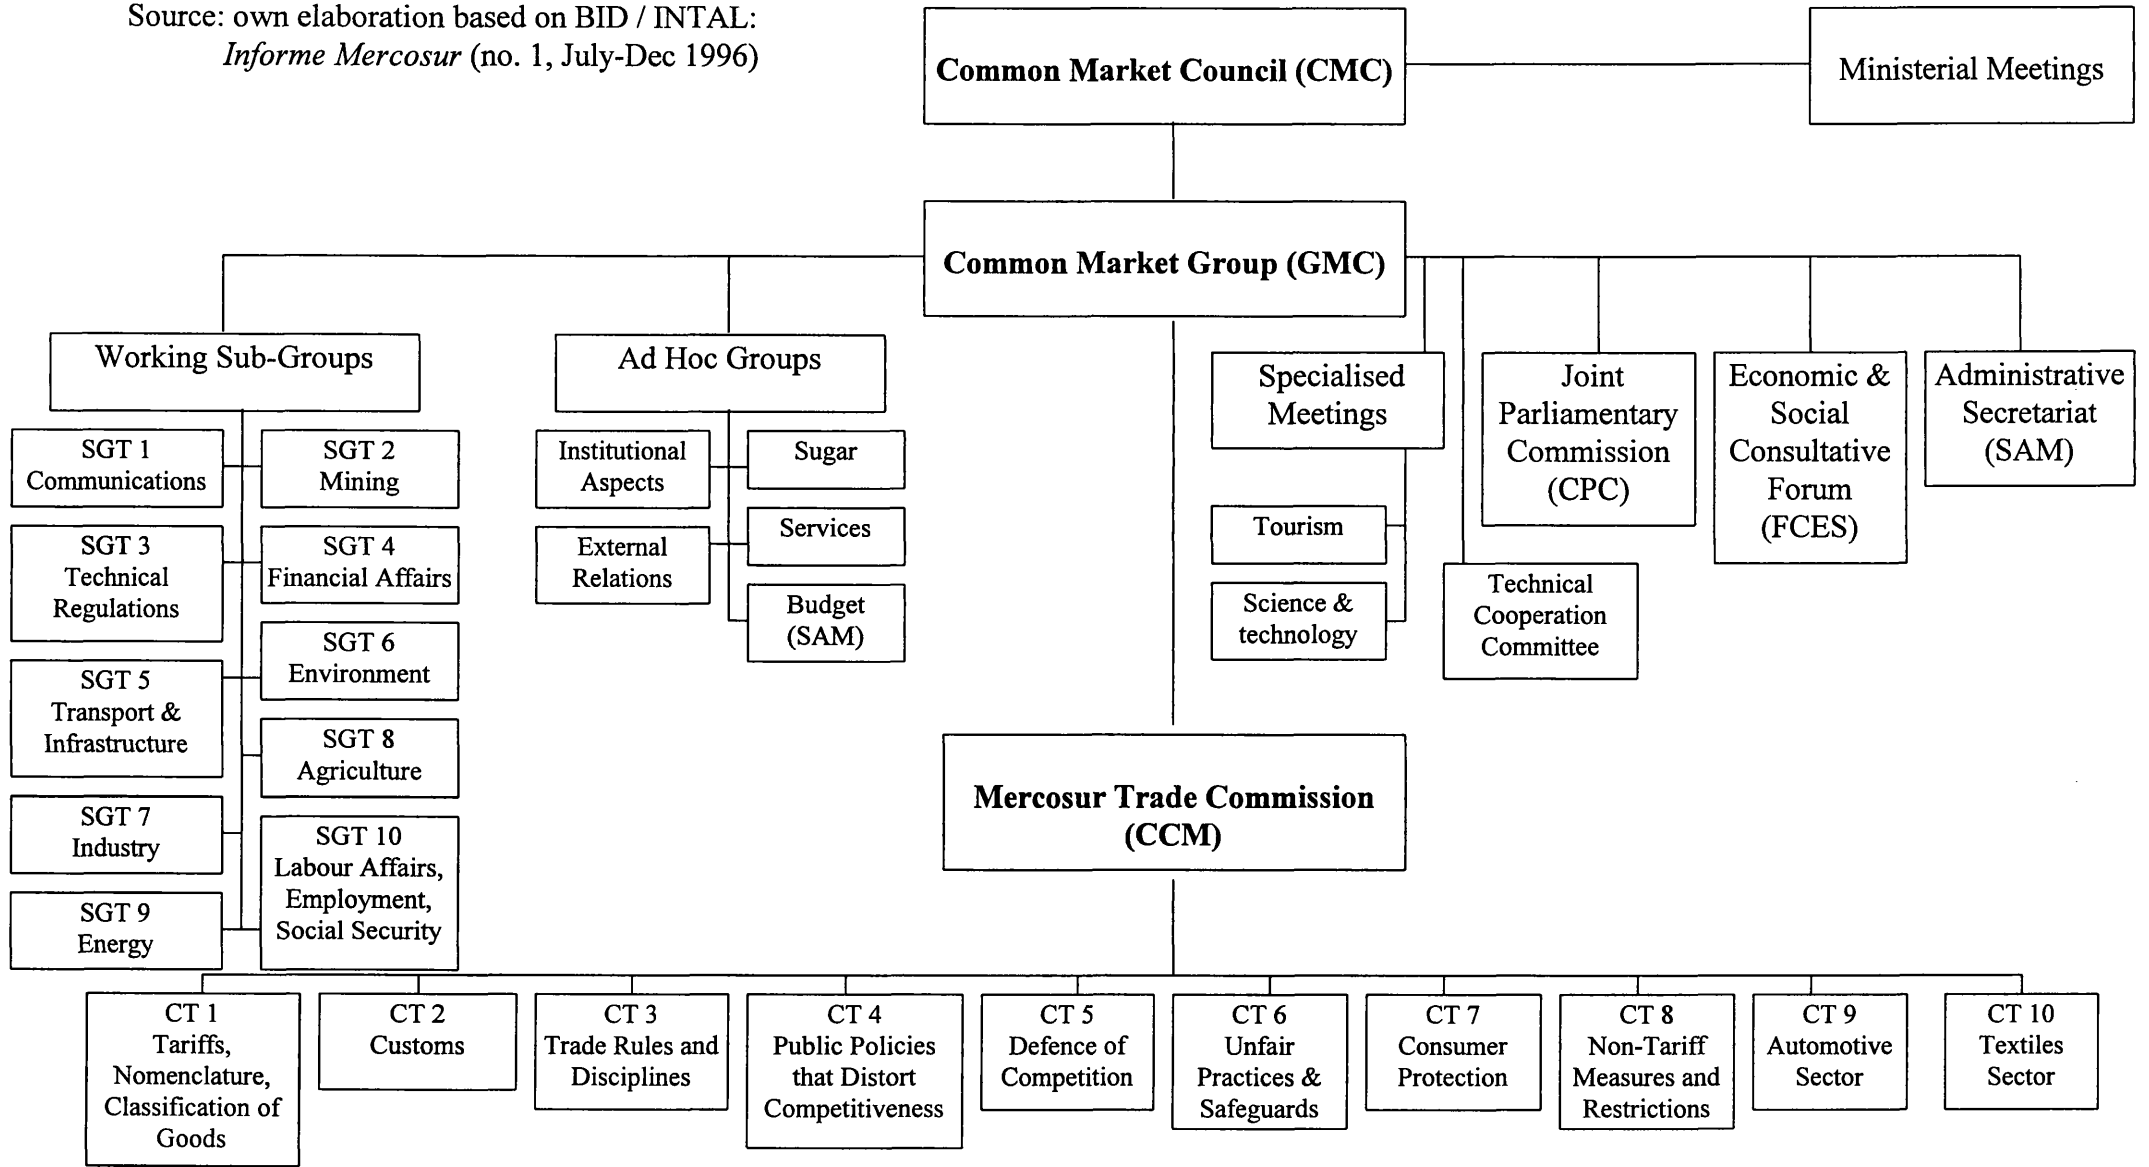 Source: own elaboration based on BID / INTAL:
Informe Mercosur (no. 1, July-Dec 1996)
Common Market Council (CMC)
Ministerial Meetings
Common Market Group (GMC)
Working Sub-Groups
SGT 1
Communications
SGT 2
Mining
SGT 3
Technical
Regulations
SGT 4
Financial Affairs
SGT 5
Transport &
Infrastructure
SGT 6
Environment
SGT 7
Industry
SGT 8
Agriculture
SGT 9
Energy
SGT 10
Labour Affairs,
Employment,
Social Security
Ad Hoc Groups
Institutional
Aspects
Sugar
External
Relations
Services
Budget
(SAM)
Specialised
Meetings
Tourism
Science &
technology
Technical
Cooperation
Committee
Joint
Parliamentary
Commission
(CPC)
Economic &
Social
Consultative
Forum
(FCES)
Administrative
Secretariat
(SAM)
Mercosur Trade Commission
(CCM)
CT 1
Tariffs,
Nomenclature,
Classification of
Goods
CT 2
Customs
CT 3
Trade Rules and
Disciplines
CT 4
Public Policies
that Distort
Competitiveness
CT 5
Defence of
Competition
CT 6
Unfair
Practices &
Safeguards
CT 7
Consumer
Protection
CT 8
Non-Tariff
Measures and
Restrictions
CT 9
Automotive
Sector
CT 10
Textiles
Sector